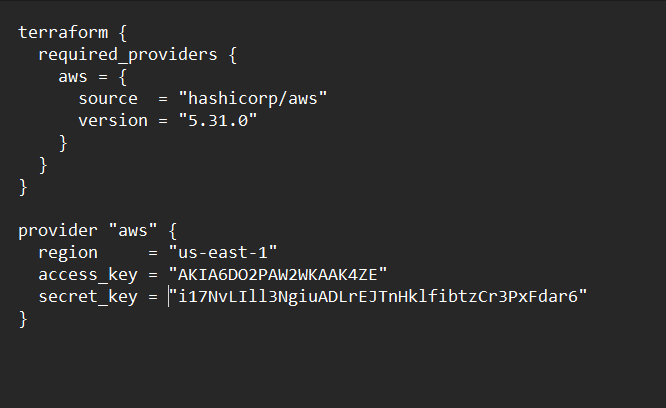 terraform {
  required_providers {
    aws = {
      source  = "hashicorp/aws"
      version = "5.31.0"
    }
  }
}

provider "aws" {
  region     = "us-east-1"
  access_key = "AKIA6DO2PAW2WKAAK4ZE"
  secret_key = "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"
}